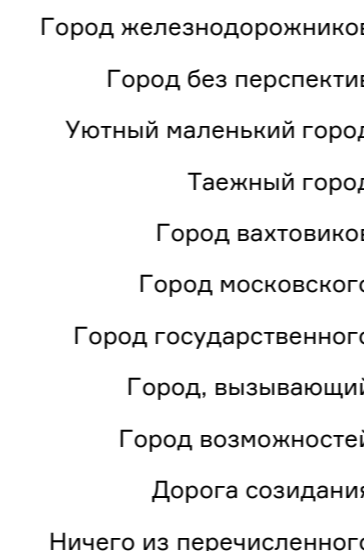 Город железнодорожников
Город без перспектив
Уютный маленький город
Таежный город
Город вахтовиков
Город московского
Город государственного
Город, вызывающий
Город возможностей
Дорога созидания
Ничего из перечисленного